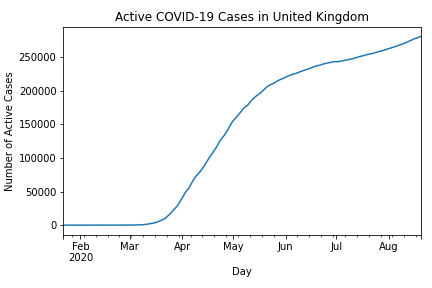 Active COVID-19 Cases in United Kingdom
Number of Active Cases
250000
200000
150000
100000
50000
0
Feb Mar Apr May Jun Jul Aug
2020
Day